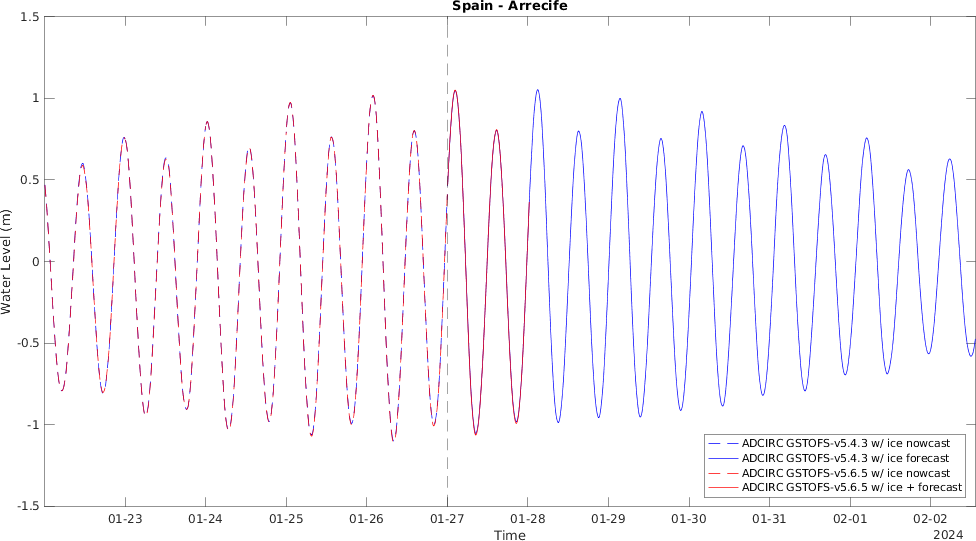 Spain - Arrecife
1.5
1
0.5
0
-0.5
-1
-1.5
Water Level (m)
01-23
01-24
01-25
01-26
01-27
01-28
01-29
01-30
01-31
02-01
02-02
Time
2024
ADCIRC GSTOFS-v5.4.3 w/ ice nowcast
ADCIRC GSTOFS-v5.4.3 w/ ice forecast
ADCIRC GSTOFS-v5.6.5 w/ ice nowcast
ADCIRC GSTOFS-v5.6.5 w/ ice + forecast